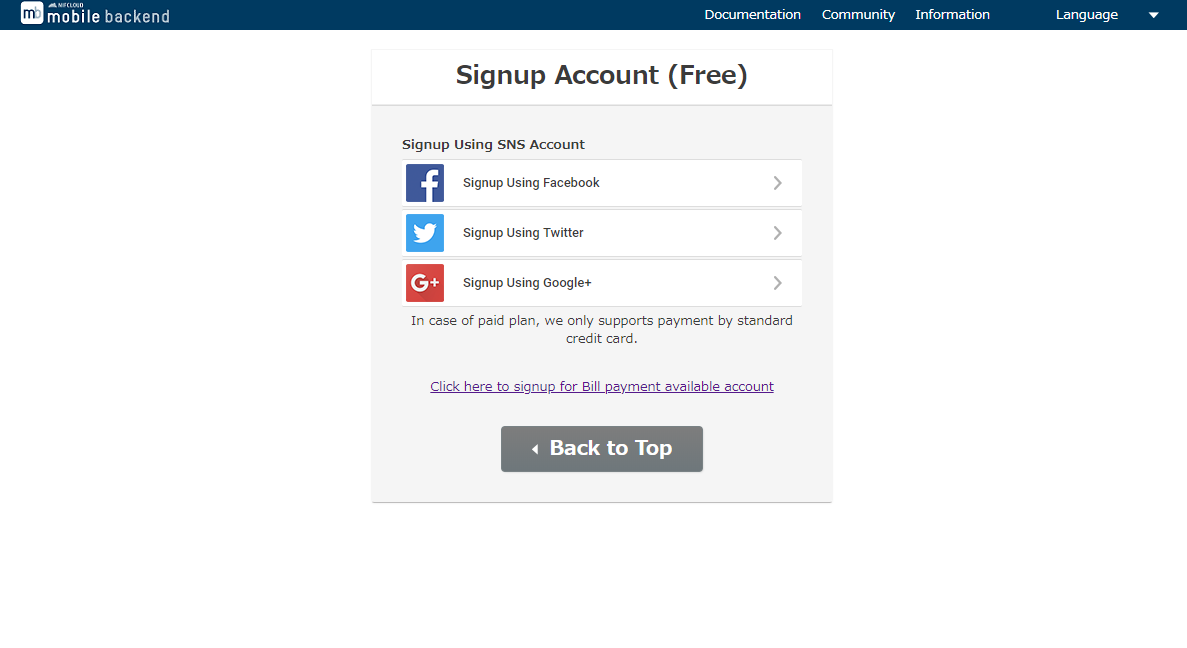 mb
NIFCLOUD
mobile backend
Documentation Community Information Language
Signup Account (Free)
Signup Using SNS Account
f Signup Using Facebook
Signup Using Twitter
G+ Signup Using Google+
In case of paid plan, we only supports payment by standard
credit card.
Click here to signup for Bill payment available account
Back to Top